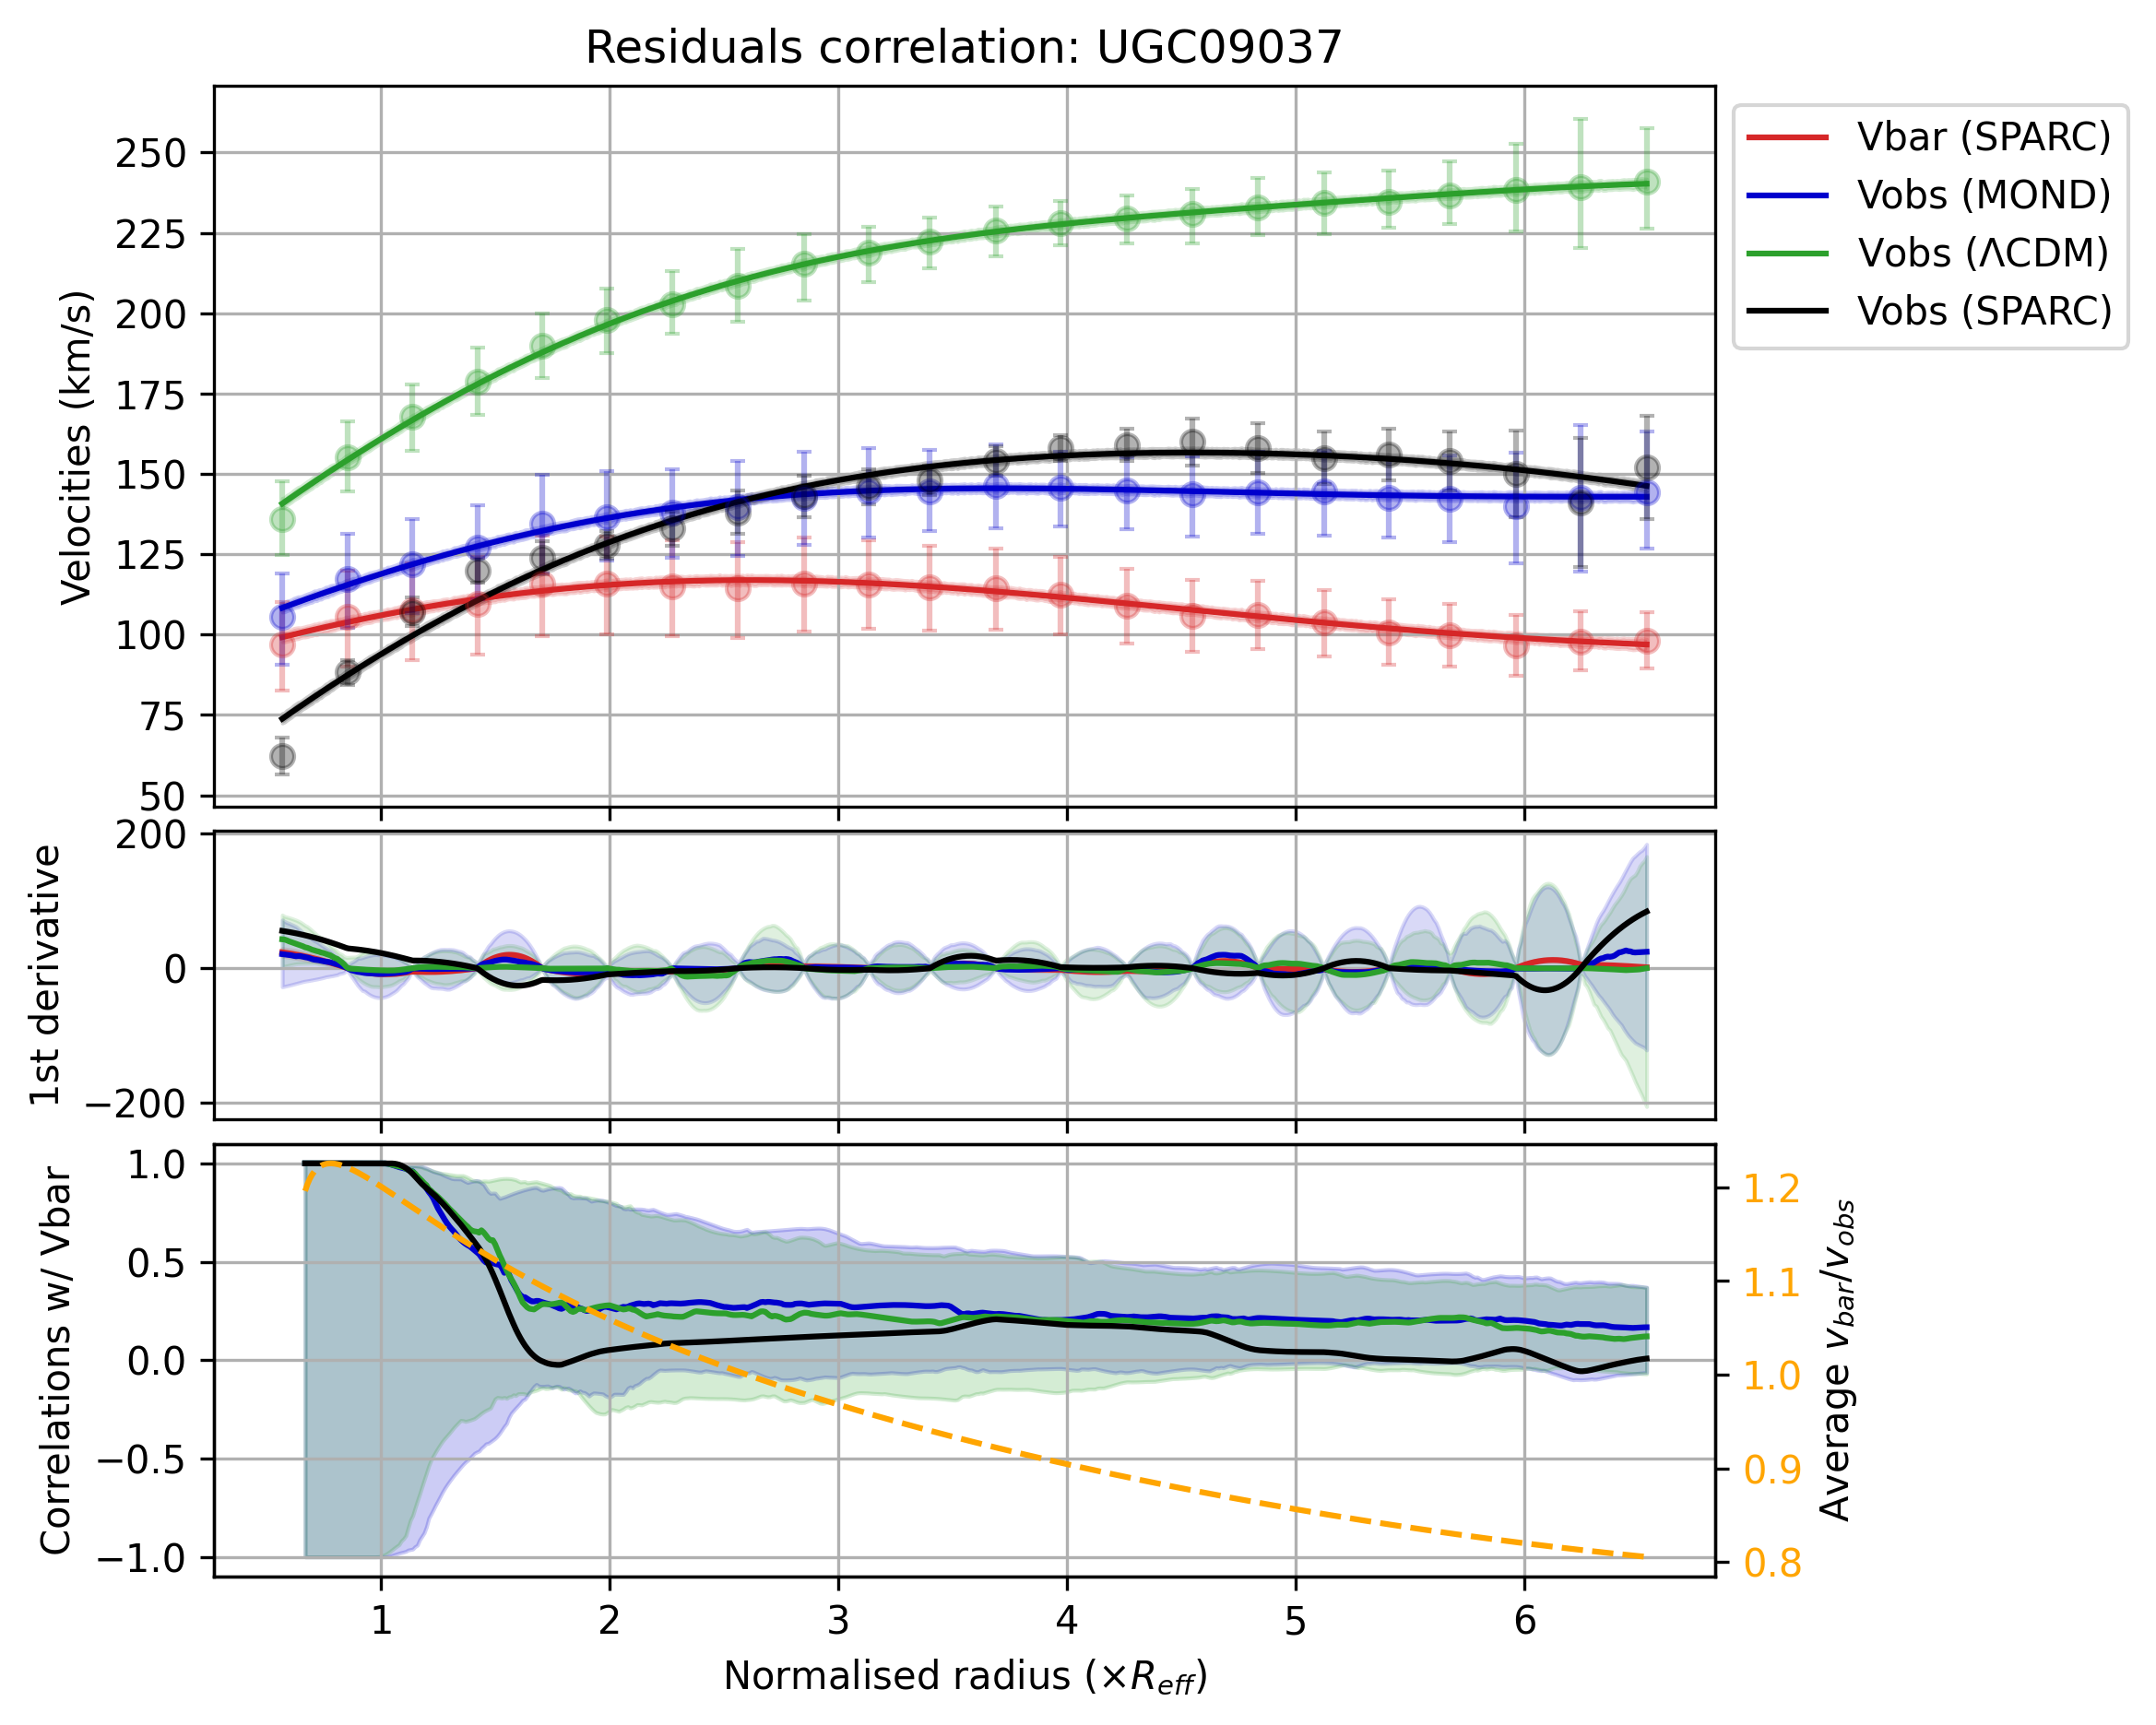 Residuals correlation: UGC09037
Velocities (km/s)
250
225
200
175
150
125
100
75
50
Vbar (SPARC)
Vobs (MOND)
Vobs (ΛCDM)
Vobs (SPARC)
1st derivative
200
0
−200
Correlations w/ Vbar
1.0
0.5
0.0
−0.5
−1.0
1.2
1.1
1.0
0.9
0.8
Average vbar/vobs
1 2 3 4 5 6
Normalised radius (×Reff)